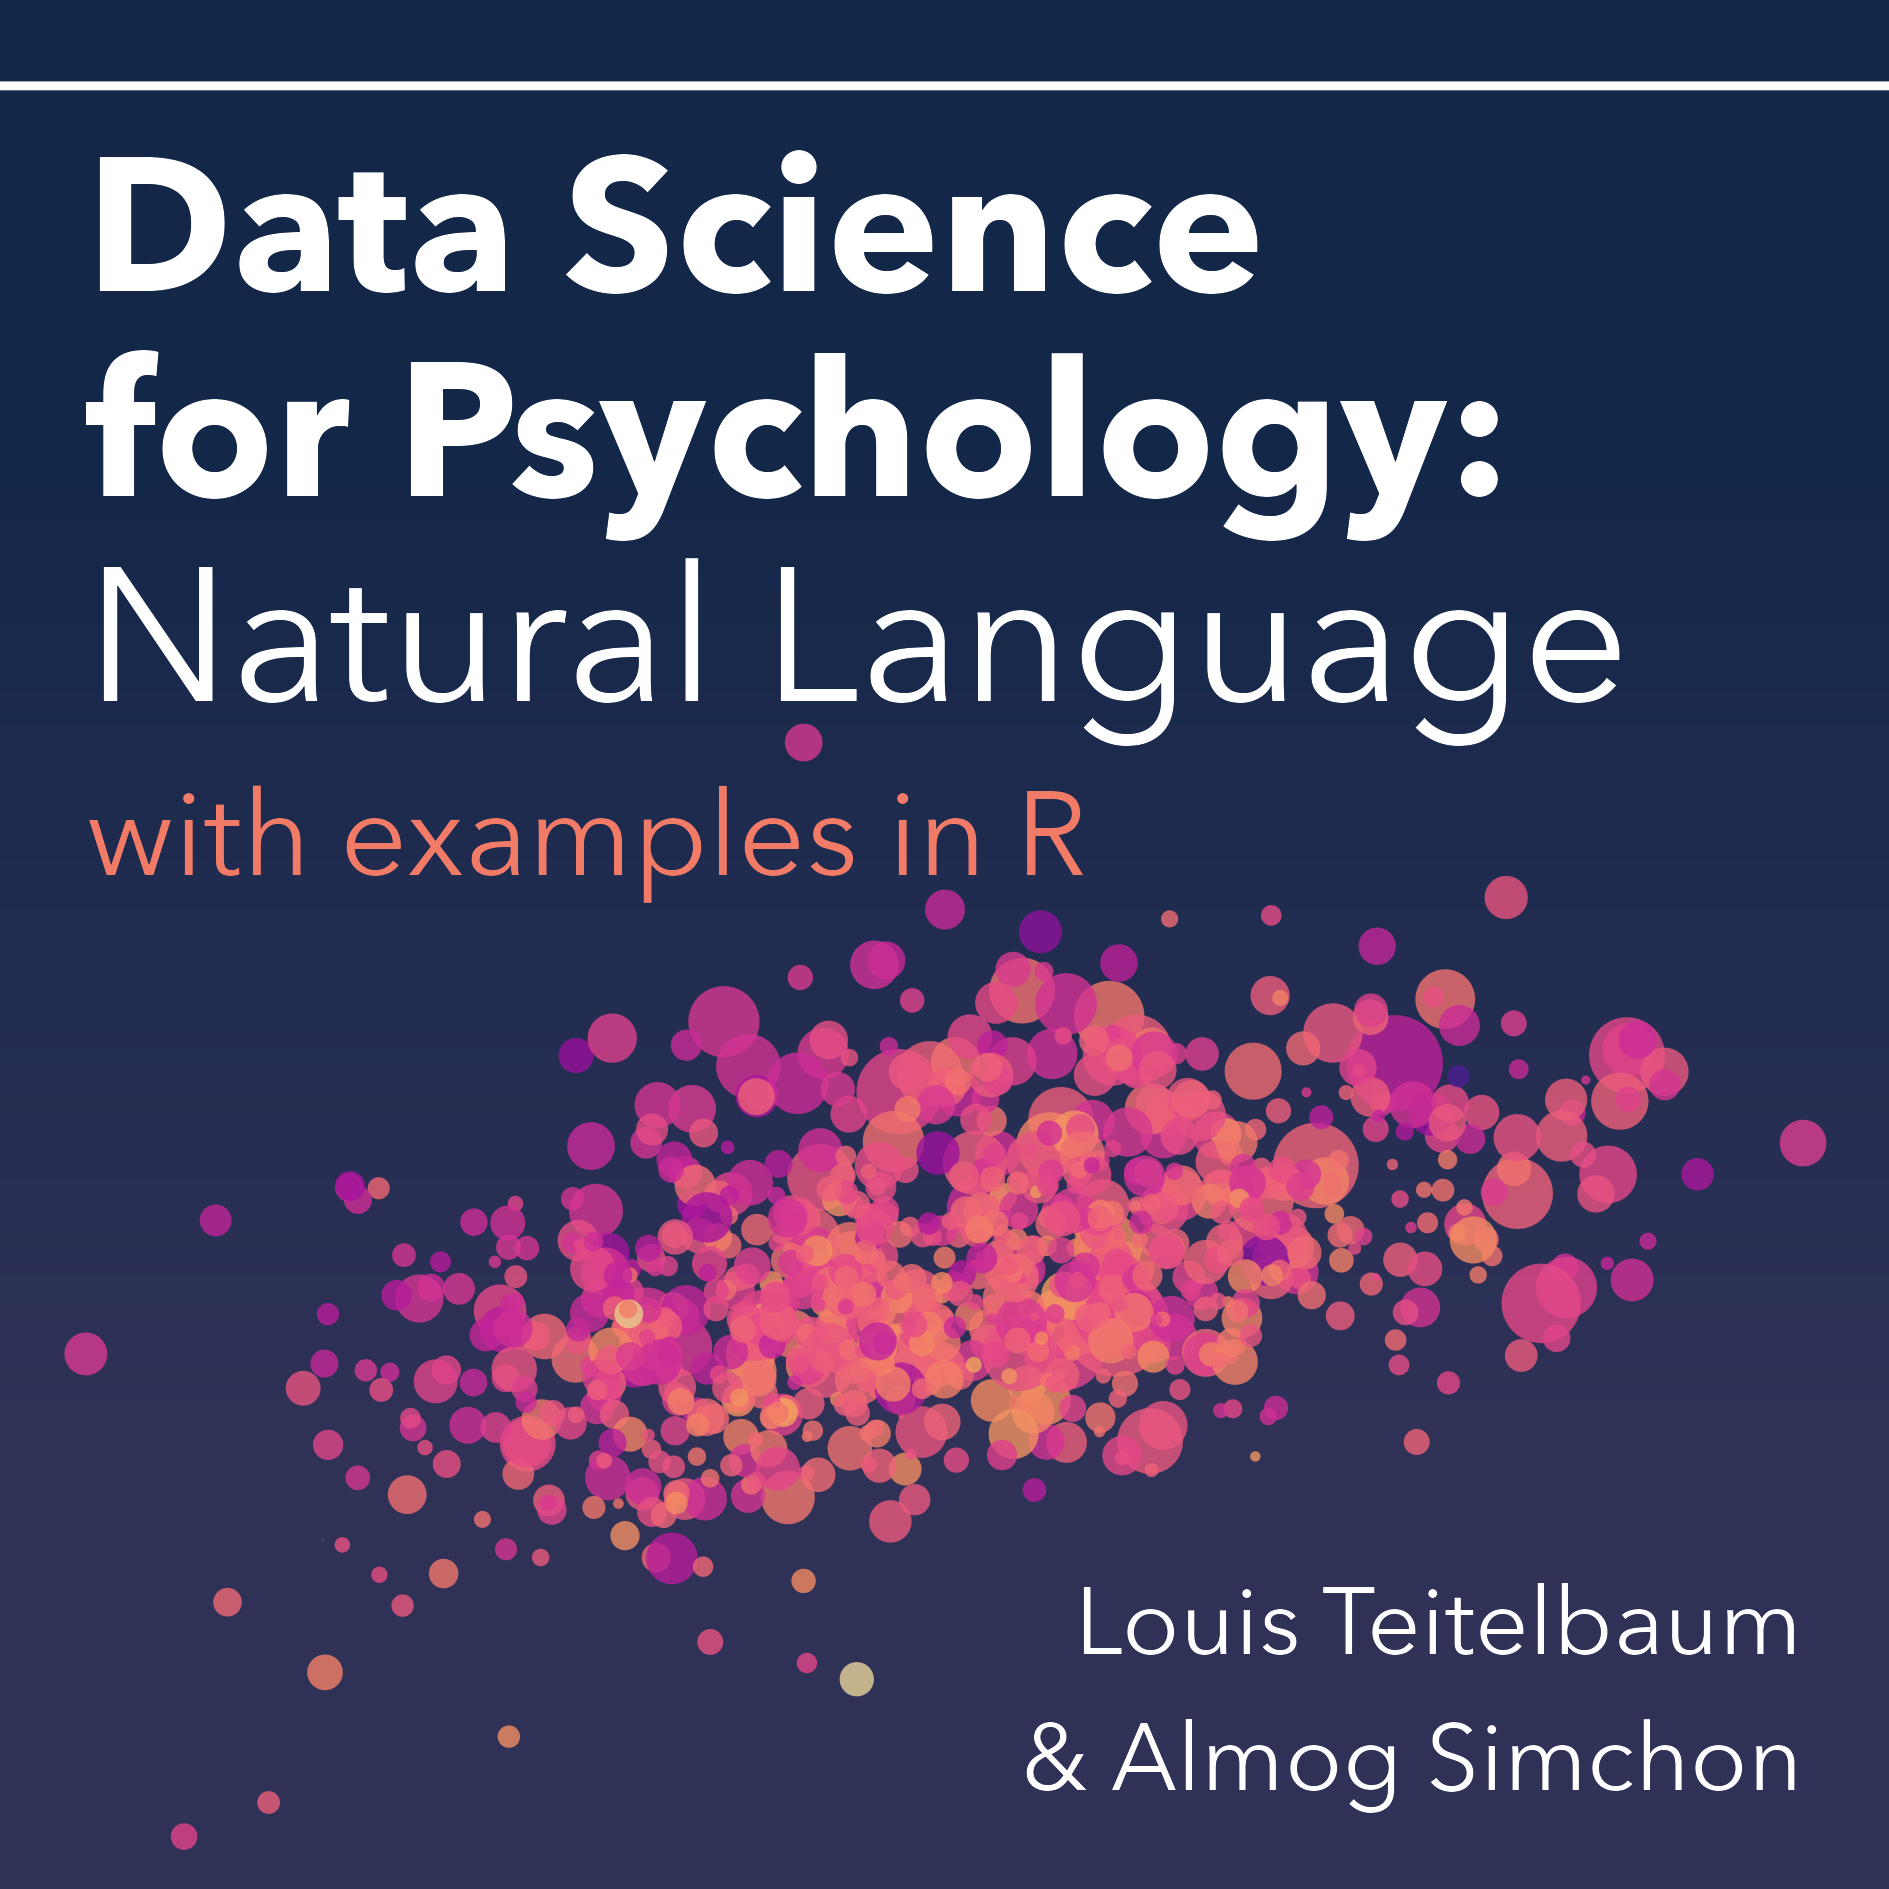 Data Science
for Psychology:
Natural Language
with examples in R
Louis Teitelbaum
& Almog Simchon